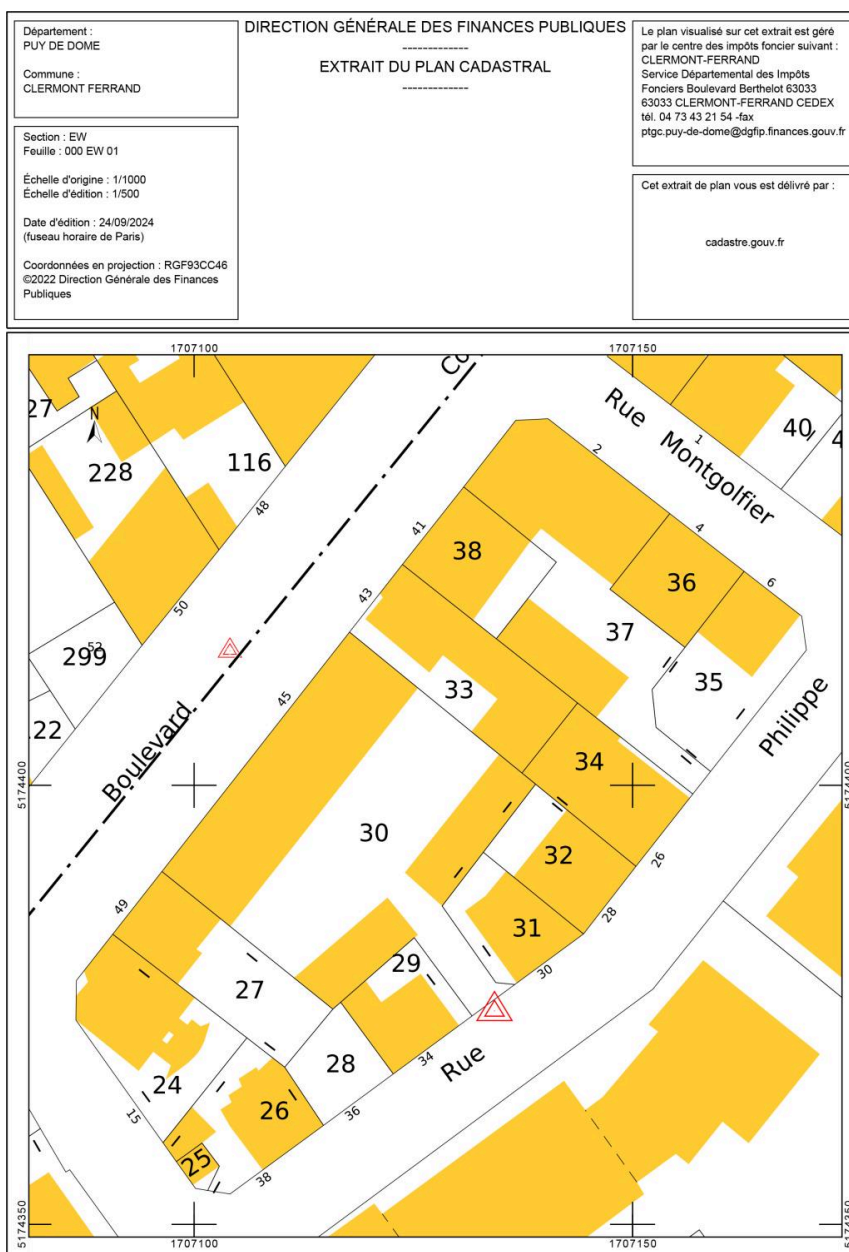 Département :
PUY DE DOME
Commune :
CLERMONT FERRAND
Section : EW
Feuille : 000 EW 01
Échelle d'origine : 1/1000
Échelle d'édition : 1/500
Date d'édition : 24/09/2024
(fuseau horaire de Paris)
Coordonnées en projection : RGF93CC46
©2022 Direction Générale des Finances
Publiques
DIRECTION GÉNÉRALE DES FINANCES PUBLIQUES
-------------
EXTRAIT DU PLAN CADASTRAL
-------------
Le plan visualisé sur cet extrait est géré
par le centre des impôts foncier suivant :
CLERMONT-FERRAND
Service Départemental des Impôts
Fonciers Boulevard Berthelot 63033
63033 CLERMONT-FERRAND CEDEX
tél. 04 73 43 21 54 -fax
ptgc.puy-de-dome@dgfip.finances.gouv.fr
Cet extrait de plan vous est délivré par :
cadastre.gouv.fr
1707100
1707150
Co
Rue Montgolfier
1
40
27
N
228
116
48
2
41
38
4
36
6
43
50
37
52
299
35
33
45
22
Boulevard
Philippe
34
5174400
5174400
30
32
26
49
31
28
29
30
27
28
34
Rue
24
26
36
15
25
38
5174350
5174350
1707100
1707150